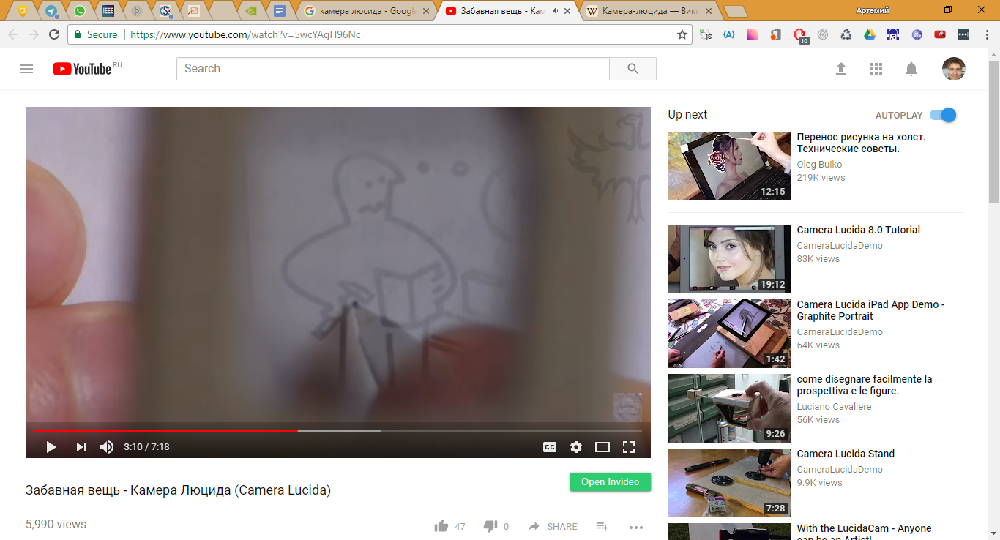 IEEE
камера люсида - Google
Забавная вещь - Кам
Камера-люцида — Вики
Артемий
Secure
https://www.youtube.com/watch?v=5wcYAgH96Nc
10
YouTube RU
Search
Up next
AUTOPLAY
12:15
Перенос рисунка на холст.
Технические советы.
Oleg Buiko
219K views
19:12
Camera Lucida 8.0 Tutorial
CameraLucidaDemo
83K views
1:42
Camera Lucida iPad App Demo -
Graphite Portrait
CameraLucidaDemo
64K views
9:26
come disegnare facilmente la
prospettiva e le figure.
Luciano Cavaliere
56K views
7:28
Camera Lucida Stand
CameraLucidaDemo
9.9K views
With the LucidaCam - Anyone
can be an Artist!
3:10 / 7:18
CC
Open Invideo
Забавная вещь - Камера Люцида (Camera Lucida)
5,990 views
47
0
SHARE